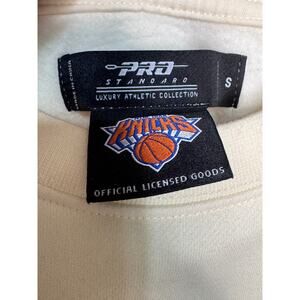 PRO
STANDARD
LUXURY ATHLETIC COLLECTION
S
KNICKS
OFFICIAL LICENSED GOODS